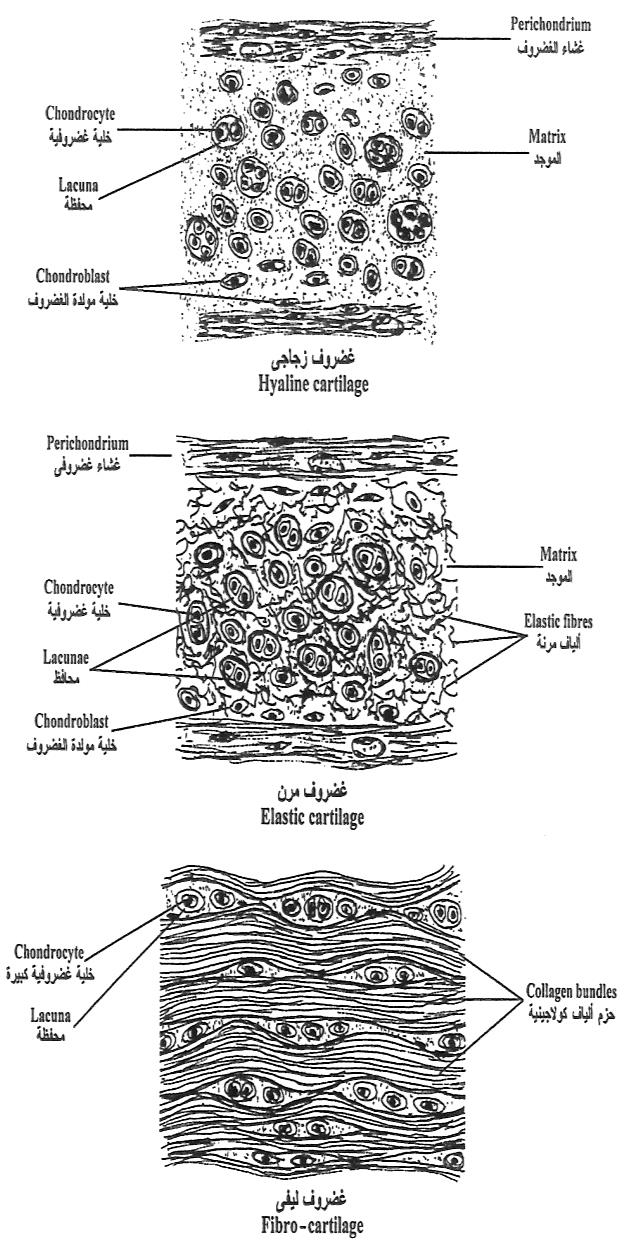 Perichondrium
غشاء الغضروف
Chondrocyte
خلية غضروفية
Matrix
الموجد
Lacuna
محفظة
Chondroblast
خلية مولدة الغضروف
غضروف زجاجى
Hyaline cartilage
Perichondrium
غشاء غضروفى
Matrix
الموجد
Chondrocyte
خلية غضروفية
Elastic fibres
ألياف مرنة
Lacunae
محافظ
Chondroblast
خلية مولدة الغضروف
غضروف مرن
Elastic cartilage
Chondrocyte
خلية غضروفية كبيرة
Collagen bundles
حزم ألياف كولاجينية
Lacuna
محفظة
غضروف ليفى
Fibro-cartilage